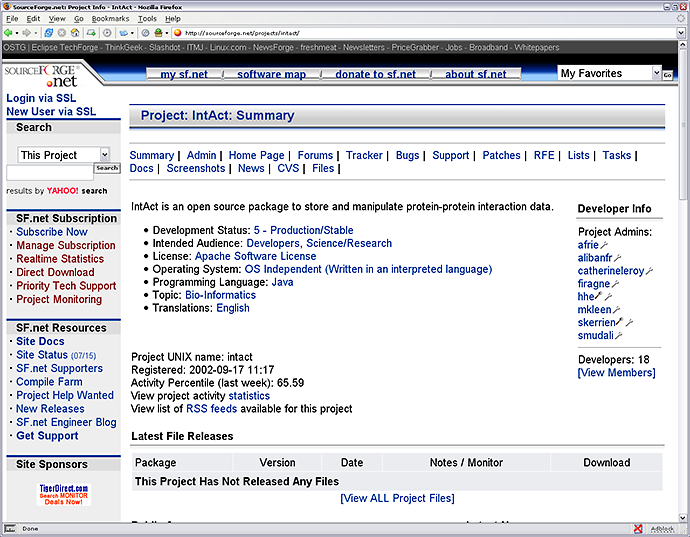 SourceForge.net: Project Info - IntAct - Mozilla Firefox
File Edit View Go Bookmarks Tools Help
http://sourceforge.net/projects/intact/
OSTG | Eclipse TechForge - ThinkGeek - Slashdot - ITMJ - Linux.com - NewsForge - freshmeat - Newsletters - PriceGrabber - Jobs - Broadband - Whitepapers
SOURCEFORGE
.net
my sf.net
software map
donate to sf.net
about sf.net
My Favorites
Go
Login via SSL
New User via SSL
Search
This Project
Search
results by YAHOO! search
SF.net Subscription
· Subscribe Now
· Manage Subscription
· Realtime Statistics
· Direct Download
· Priority Tech Support
· Project Monitoring
SF.net Resources
· Site Docs
· Site Status (07/15)
· SF.net Supporters
· Compile Farm
· Project Help Wanted
· New Releases
· SF.net Engineer Blog
· Get Support
Site Sponsors
TigerDirect.com
Search MONITOR
Deals Now!
Project: IntAct: Summary
Summary | Admin | Home Page | Forums | Tracker | Bugs | Support | Patches | RFE | Lists | Tasks |
Docs | Screenshots | News | CVS | Files |
IntAct is an open source package to store and manipulate protein-protein interaction data.
• Development Status: 5 - Production/Stable
• Intended Audience: Developers, Science/Research
• License: Apache Software License
• Operating System: OS Independent (Written in an interpreted language)
• Programming Language: Java
• Topic: Bio-Informatics
• Translations: English
Project UNIX name: intact
Registered: 2002-09-17 11:17
Activity Percentile (last week): 65.59
View project activity statistics
View list of RSS feeds available for this project
Developer Info
Project Admins:
afrie
alibanfr
catherineleroy
firagne
hhe
mkleen
skerrien
smudali
Developers: 18
[View Members]
Latest File Releases
Package Version Date Notes / Monitor Download
This Project Has Not Released Any Files
[View ALL Project Files]
Done
Adblock